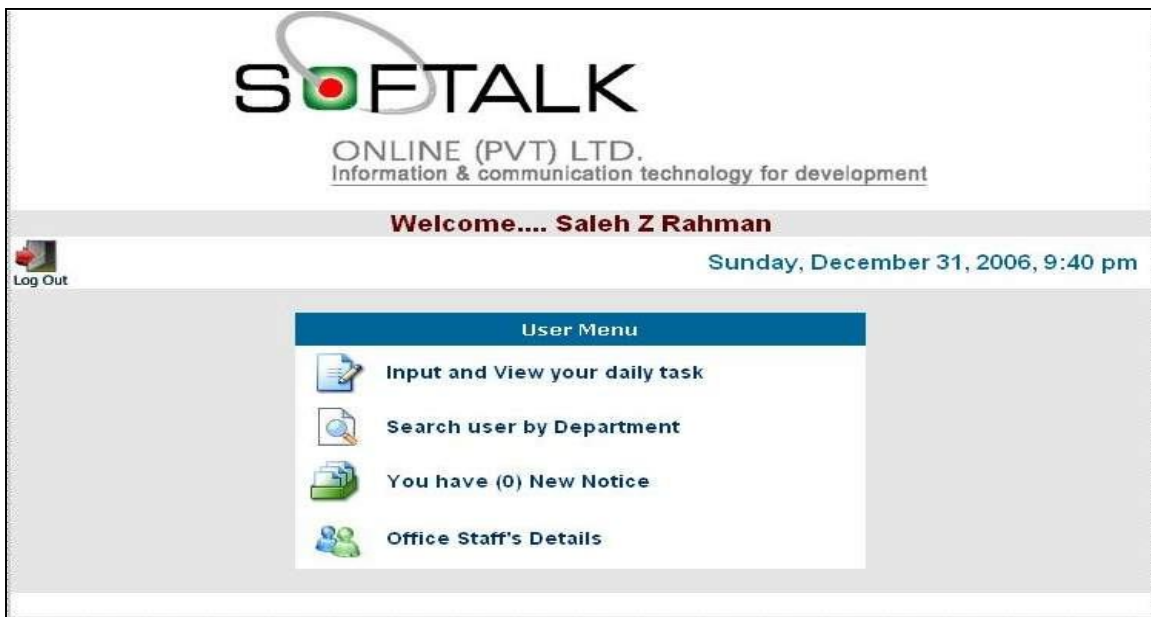 SOFTALK
ONLINE (PVT) LTD.
Information & communication technology for development
Welcome.... Saleh Z Rahman
Log Out
Sunday, December 31, 2006, 9:40 pm
User Menu
Input and View your daily task
Search user by Department
You have (0) New Notice
Office Staff's Details